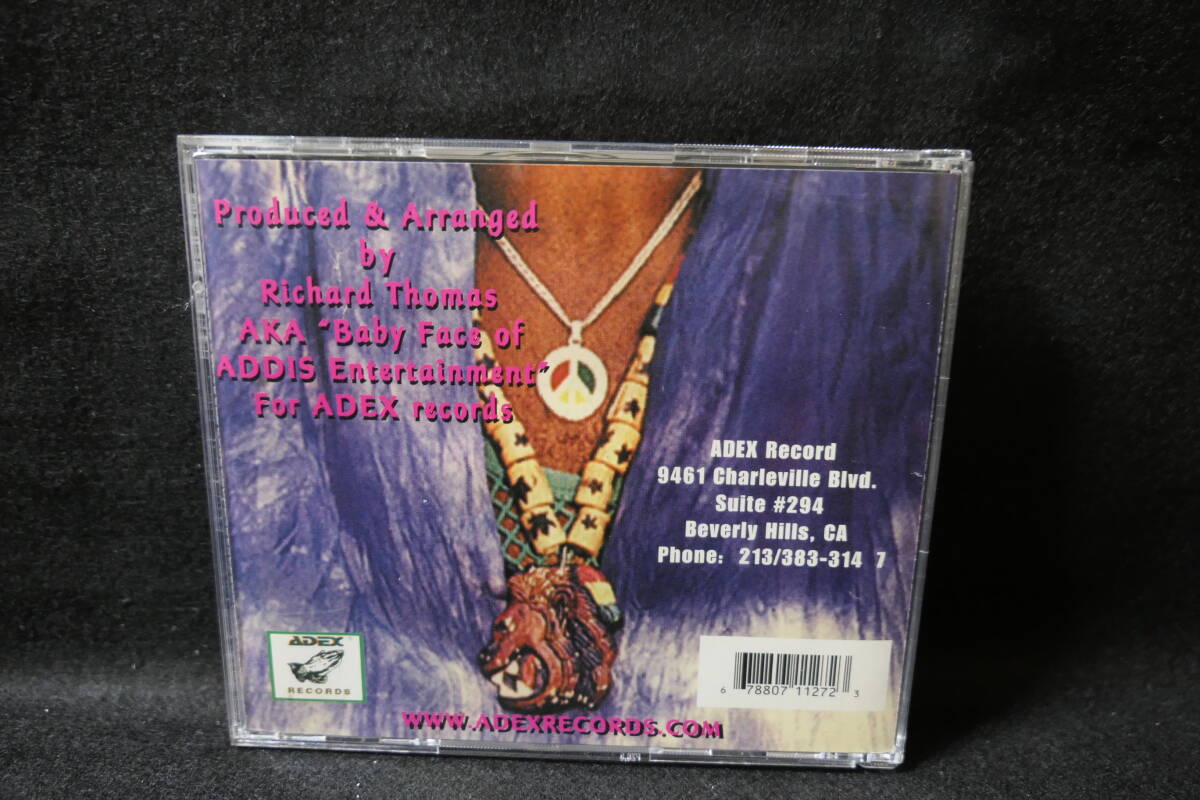 Produced & Arranged
by
Richard Thomas
AKA "Baby Face of
ADDIS Entertainment"
For ADEX records
ADEX Record
9461 Charleville Blvd.
Suite #294
Beverly Hills, CA
Phone: 213/383-314 7
ADEX
RECORDS
6 78807 11272 3
WWW.ADEXRECORDS.COM